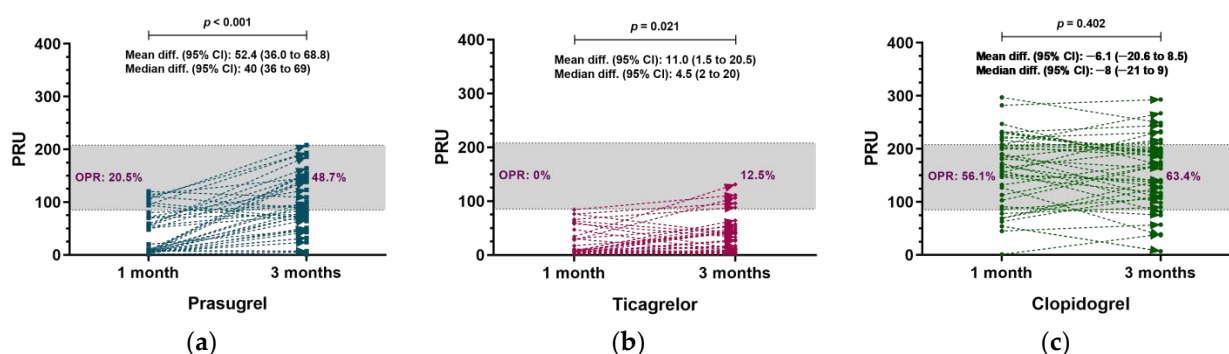 (a)
p < 0.001
Mean diff. (95% CI): 52.4 (36.0 to 68.8)
Median diff. (95% CI): 40 (36 to 69)
400
300
200
100
0
PRU
OPR: 20.5%
48.7%
1 month
3 months
Prasugrel
(b)
p = 0.021
Mean diff. (95% CI): 11.0 (1.5 to 20.5)
Median diff. (95% CI): 4.5 (2 to 20)
400
300
200
100
0
PRU
OPR: 0%
12.5%
1 month
3 months
Ticagrelor
(c)
p = 0.402
Mean diff. (95% CI): −6.1 (−20.6 to 8.5)
Median diff. (95% CI): −8 (−21 to 9)
400
300
200
100
0
PRU
OPR: 56.1%
63.4%
1 month
3 months
Clopidogrel